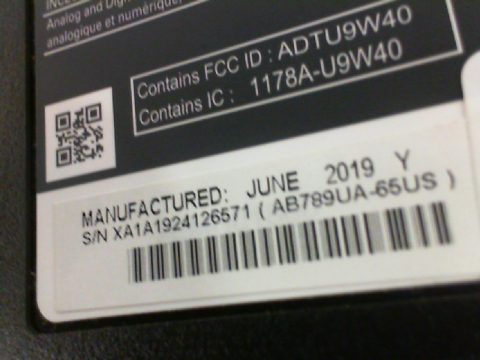 Analog and
analogique et numérique,
Contains FCC ID : ADTU9W40
Contains IC : 1178A-U9W40
MANUFACTURED: JUNE 2019 Y
S/N XA1A1924126571 ( AB789UA-65US )